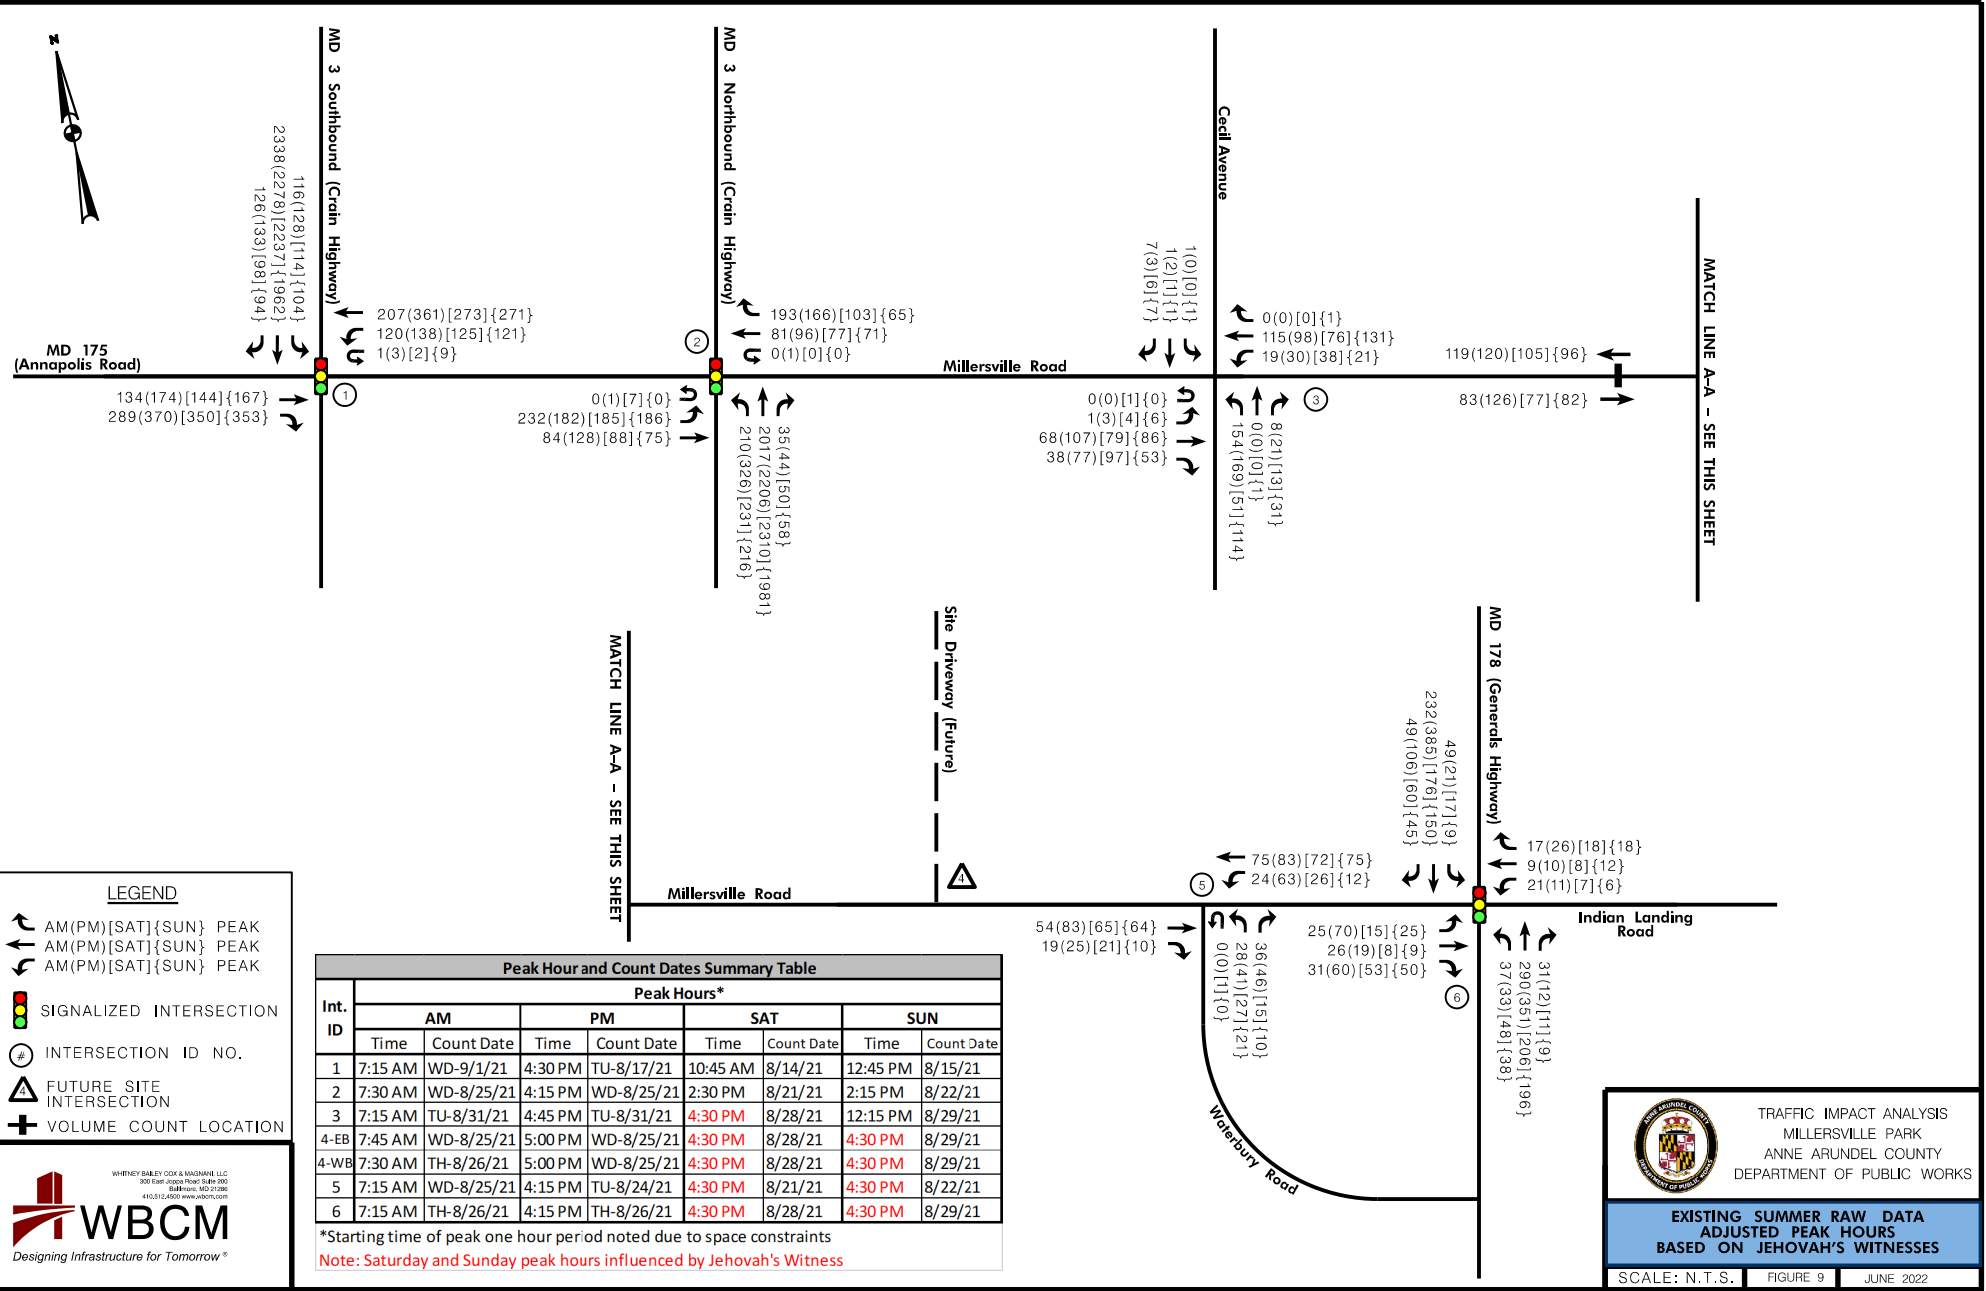 N
MD 3 Southbound (Crain Highway)
116(128)[114]{104}
2338(2278)[2237]{1962}
126(133)[98]{94}
207(361)[273]{271}
120(138)[125]{121}
1(3)[2]{9}
MD 175
(Annapolis Road)
134(174)[144]{167}
289(370)[350]{353}
1
MD 3 Northbound (Crain Highway)
2
193(166)[103]{65}
81(96)[77]{71}
0(1)[0]{0}
0(1)[7]{0}
232(182)[185]{186}
84(128)[88]{75}
35(44)[50]{58}
2017(2206)[2310]{1981}
210(326)[231]{216}
Millersville Road
Cecil Avenue
1(0)[0]{1}
1(2)[1]{1}
7(3)[6]{7}
0(0)[0]{1}
115(98)[76]{131}
19(30)[38]{21}
0(0)[1]{0}
1(3)[4]{6}
68(107)[79]{86}
38(77)[97]{53}
8(21)[13]{31}
0(0)[0]{1}
154(169)[51]{114}
3
119(120)[105]{96}
83(126)[77]{82}
MATCH LINE A-A - SEE THIS SHEET
MATCH LINE A-A - SEE THIS SHEET
Site Driveway (Future)
4
Millersville Road
5
75(83)[72]{75}
24(63)[26]{12}
54(83)[65]{64}
19(25)[21]{10}
36(46)[15]{10}
28(41)[27]{21}
0(0)[1]{0}
Waterbury Road
MD 178 (Generals Highway)
49(21)[17]{9}
232(385)[176]{150}
49(106)[60]{45}
17(26)[18]{18}
9(10)[8]{12}
21(11)[7]{6}
Indian Landing
Road
25(70)[15]{25}
26(19)[8]{9}
31(60)[53]{50}
6
31(12)[11]{9}
290(351)[206]{196}
37(33)[48]{38}
LEGEND
AM(PM)[SAT]{SUN} PEAK
AM(PM)[SAT]{SUN} PEAK
AM(PM)[SAT]{SUN} PEAK
SIGNALIZED INTERSECTION
# INTERSECTION ID NO.
4 FUTURE SITE
INTERSECTION
VOLUME COUNT LOCATION
WHITNEY BAILEY COX & MAGNANI, LLC
300 East Joppa Road Suite 200
Baltimore, MD 21286
410.512.4500 www.wbcm.com
WBCM
Designing Infrastructure for Tomorrow ®
Peak Hour and Count Dates Summary Table
Int. ID Peak Hours*
AM PM SAT SUN
Time Count Date Time Count Date Time Count Date Time Count Date
1 7:15 AM WD-9/1/21 4:30 PM TU-8/17/21 10:45 AM 8/14/21 12:45 PM 8/15/21
2 7:30 AM WD-8/25/21 4:15 PM WD-8/25/21 2:30 PM 8/21/21 2:15 PM 8/22/21
3 7:15 AM TU-8/31/21 4:45 PM TU-8/31/21 4:30 PM 8/28/21 12:15 PM 8/29/21
4-EB 7:45 AM WD-8/25/21 5:00 PM WD-8/25/21 4:30 PM 8/28/21 4:30 PM 8/29/21
4-WB 7:30 AM TH-8/26/21 5:00 PM WD-8/25/21 4:30 PM 8/28/21 4:30 PM 8/29/21
5 7:15 AM WD-8/25/21 4:15 PM TU-8/24/21 4:30 PM 8/21/21 4:30 PM 8/22/21
6 7:15 AM TH-8/26/21 4:15 PM TH-8/26/21 4:30 PM 8/28/21 4:30 PM 8/29/21
*Starting time of peak one hour period noted due to space constraints
Note: Saturday and Sunday peak hours influenced by Jehovah's Witness
ANNE ARUNDEL COUNTY
DEPARTMENT OF PUBLIC WORKS
TRAFFIC IMPACT ANALYSIS
MILLERSVILLE PARK
ANNE ARUNDEL COUNTY
DEPARTMENT OF PUBLIC WORKS
EXISTING SUMMER RAW DATA
ADJUSTED PEAK HOURS
BASED ON JEHOVAH'S WITNESSES
SCALE: N.T.S. FIGURE 9 JUNE 2022